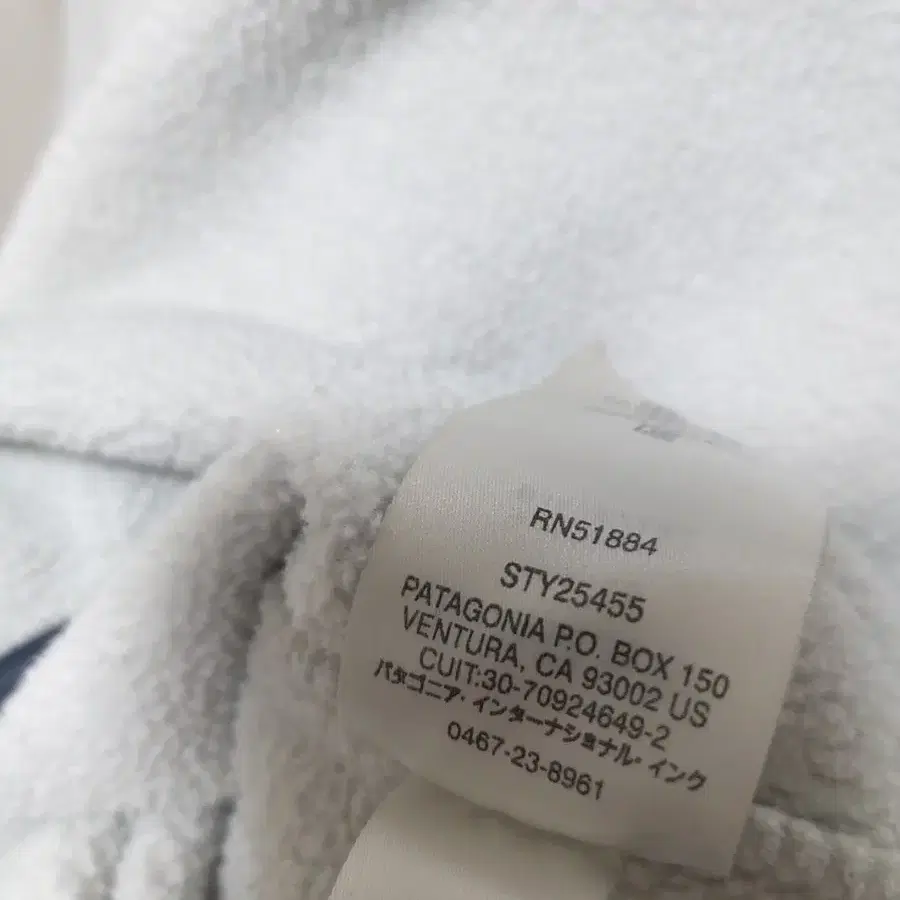 RN51884
STY25455
PATAGONIA P.O. BOX 150
VENTURA, CA 93002 US
CUIT:30-70924649-2
パタゴニア・インターナショナル・インク
0467-23-8961